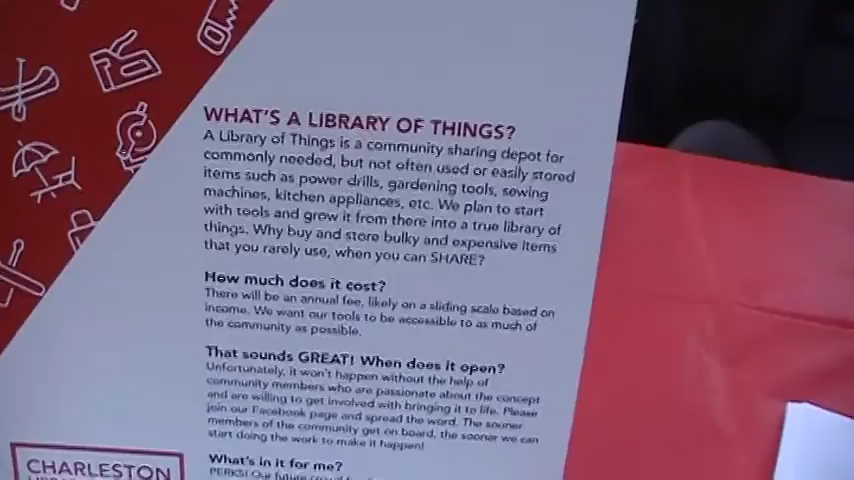 WHAT'S A LIBRARY OF THINGS?
A Library of Things is a community sharing depot for
commonly needed, but not often used or easily stored
items such as power drills, gardening tools, sewing
machines, kitchen appliances, etc. We plan to start
with tools and grow it from there into a true library of
things. Why buy and store bulky and expensive items
that you rarely use, when you can SHARE?
How much does it cost?
There will be an annual fee, likely on a sliding scale based on
income. We want our tools to be accessible to as much of
the community as possible.
That sounds GREAT! When does it open?
Unfortunately, it won't happen without the help of
community members who are passionate about the concept
and are willing to get involved with bringing it to life. Please
join our Facebook page and spread the word. The sooner
members of the community get on board, the sooner we can
start doing the work to make it happen!
What's in it for me?
PERKS! Our future
CHARLESTON